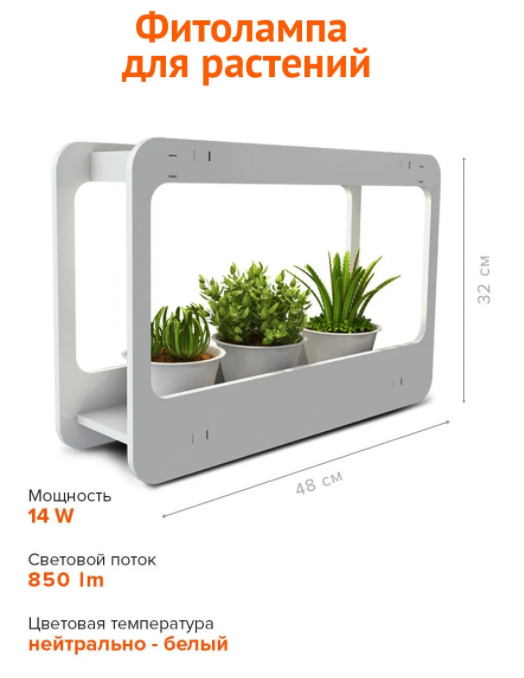 Фитолампа
для растений
32 см
48 см
Мощность
14 W
Световой поток
850 lm
Цветовая температура
нейтрально - белый